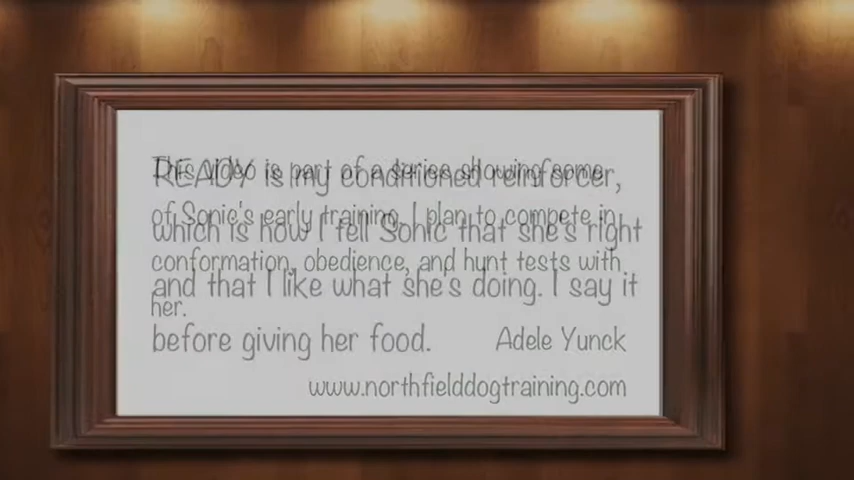 This video is part of a series showing some
of Sonic's early training. I plan to compete in
conformation, obedience, and hunt tests with
her.
Adele Yunck
www.northfielddogtraining.com
READY is my conditioned reinforcer,
which is how I tell Sonic that she's right
and that I like what she's doing. I say it
before giving her food.